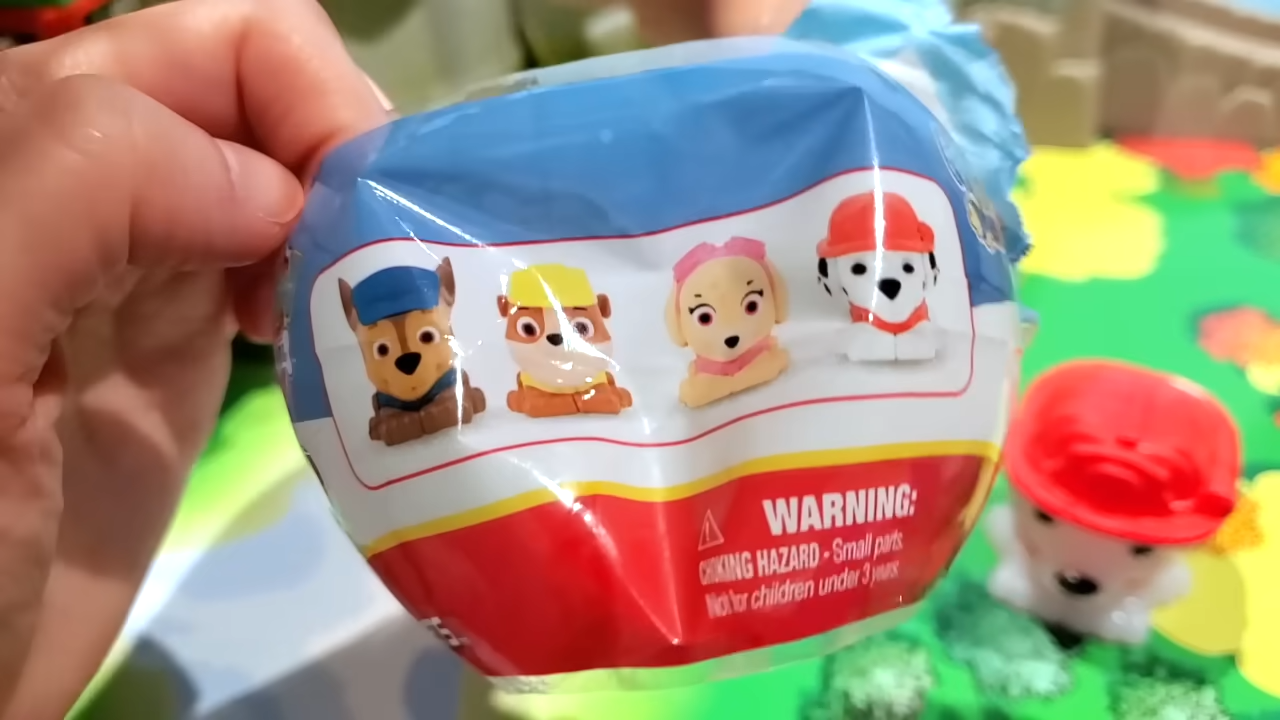 WARNING:
CHOKING HAZARD - Small parts.
Not for children under 3 years.